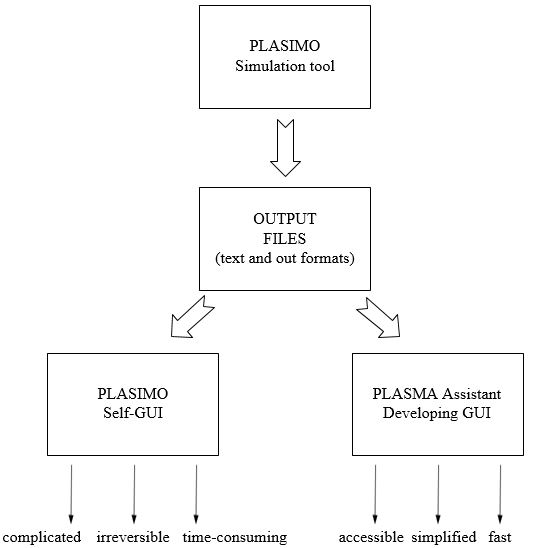 PLASIMO
Simulation tool
OUTPUT
FILES
(text and out formats)
PLASIMO
Self-GUI
PLASMA Assistant
Developing GUI
complicated irreversible time-consuming
accessible simplified fast